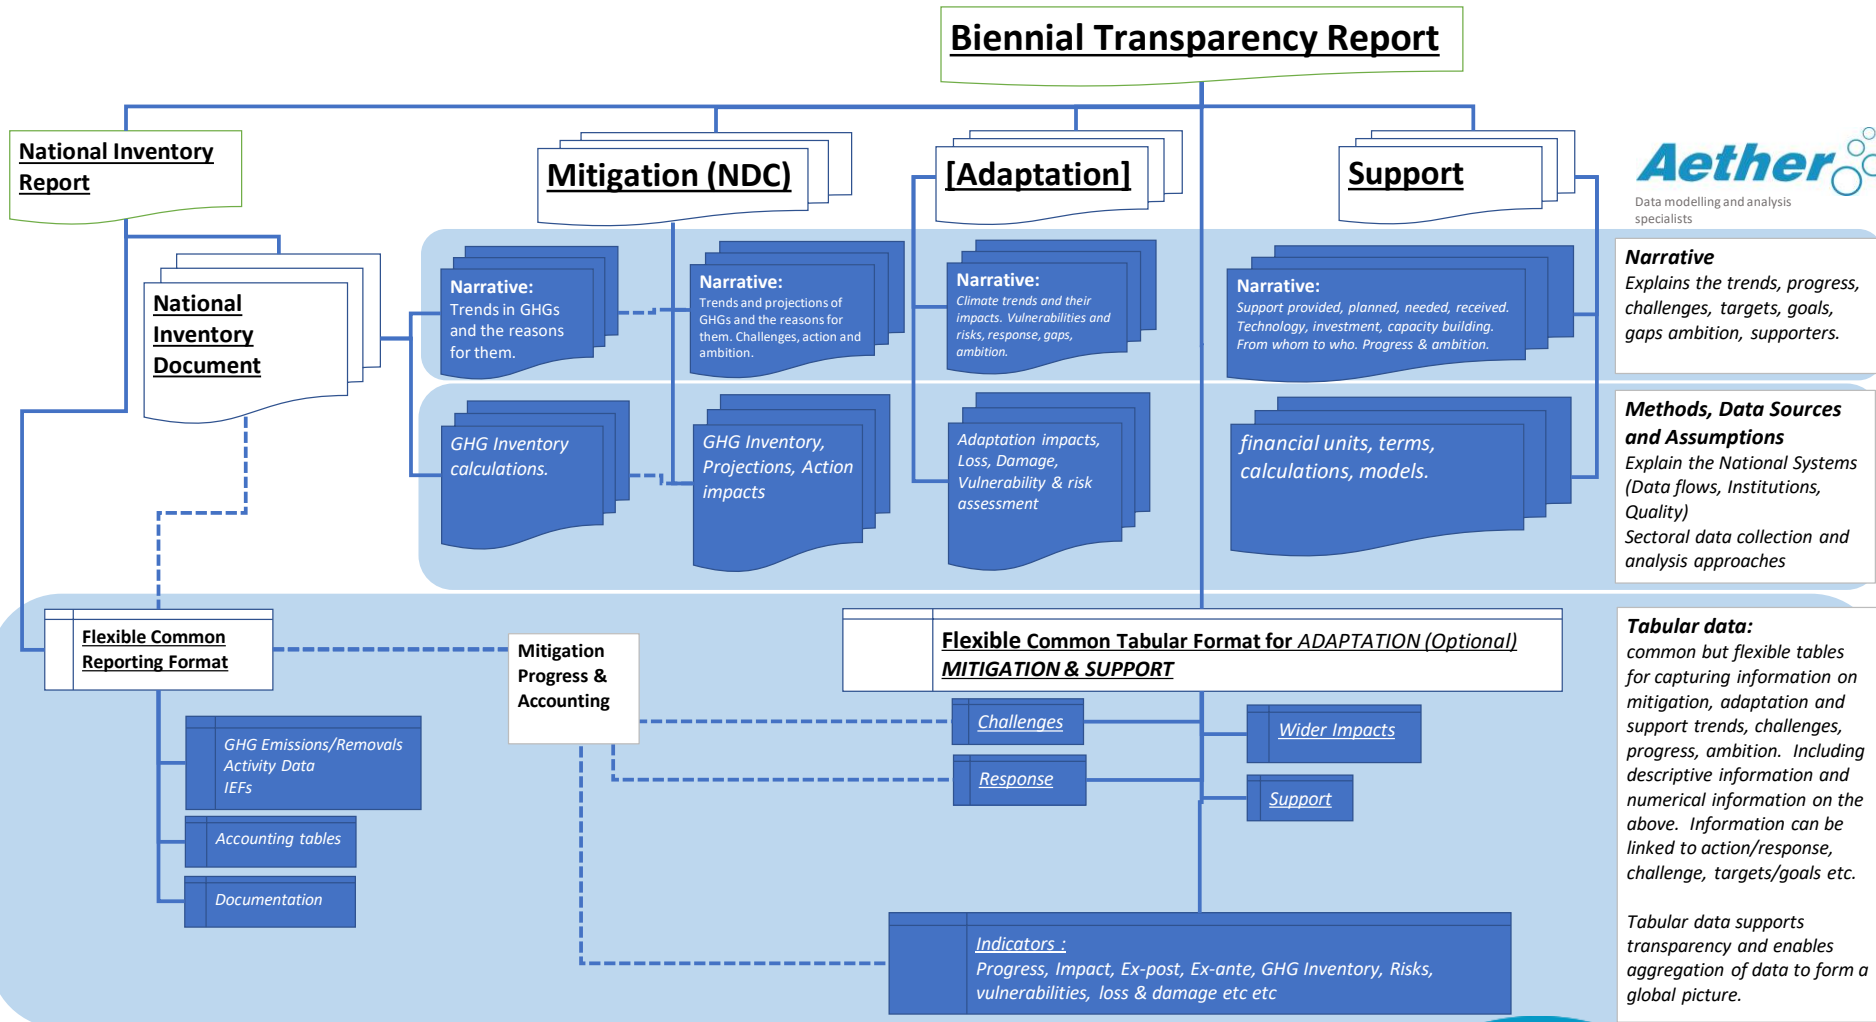 Biennial Transparency Report
National Inventory
Report
Mitigation (NDC)
[Adaptation]
Support
Aether
Data modelling and analysis
specialists
National
Inventory
Document
Narrative:
Trends in GHGs
and the reasons
for them.
Narrative:
Trends and projections of
GHGs and the reasons for
them. Challenges, action and
ambition.
Narrative:
Climate trends and their
impacts. Vulnerabilities and
risks, response, gaps,
ambition.
Narrative:
Support provided, planned, needed, received.
Technology, investment, capacity building.
From whom to who. Progress & ambition.
Narrative
Explains the trends, progress,
challenges, targets, goals,
gaps ambition, supporters.
GHG Inventory
calculations.
GHG Inventory,
Projections, Action
impacts
Adaptation impacts,
Loss, Damage,
Vulnerability & risk
assessment
financial units, terms,
calculations, models.
Methods, Data Sources
and Assumptions
Explain the National Systems
(Data flows, Institutions,
Quality)
Sectoral data collection and
analysis approaches
Flexible Common
Reporting Format
GHG Emissions/Removals
Activity Data
IEFs
Accounting tables
Documentation
Mitigation
Progress &
Accounting
Flexible Common Tabular Format for ADAPTATION (Optional)
MITIGATION & SUPPORT
Challenges
Wider Impacts
Response
Support
Indicators :
Progress, Impact, Ex-post, Ex-ante, GHG Inventory, Risks,
vulnerabilities, loss & damage etc etc
Tabular data:
common but flexible tables
for capturing information on
mitigation, adaptation and
support trends, challenges,
progress, ambition. Including
descriptive information and
numerical information on the
above. Information can be
linked to action/response,
challenge, targets/goals etc.
Tabular data supports
transparency and enables
aggregation of data to form a
global picture.